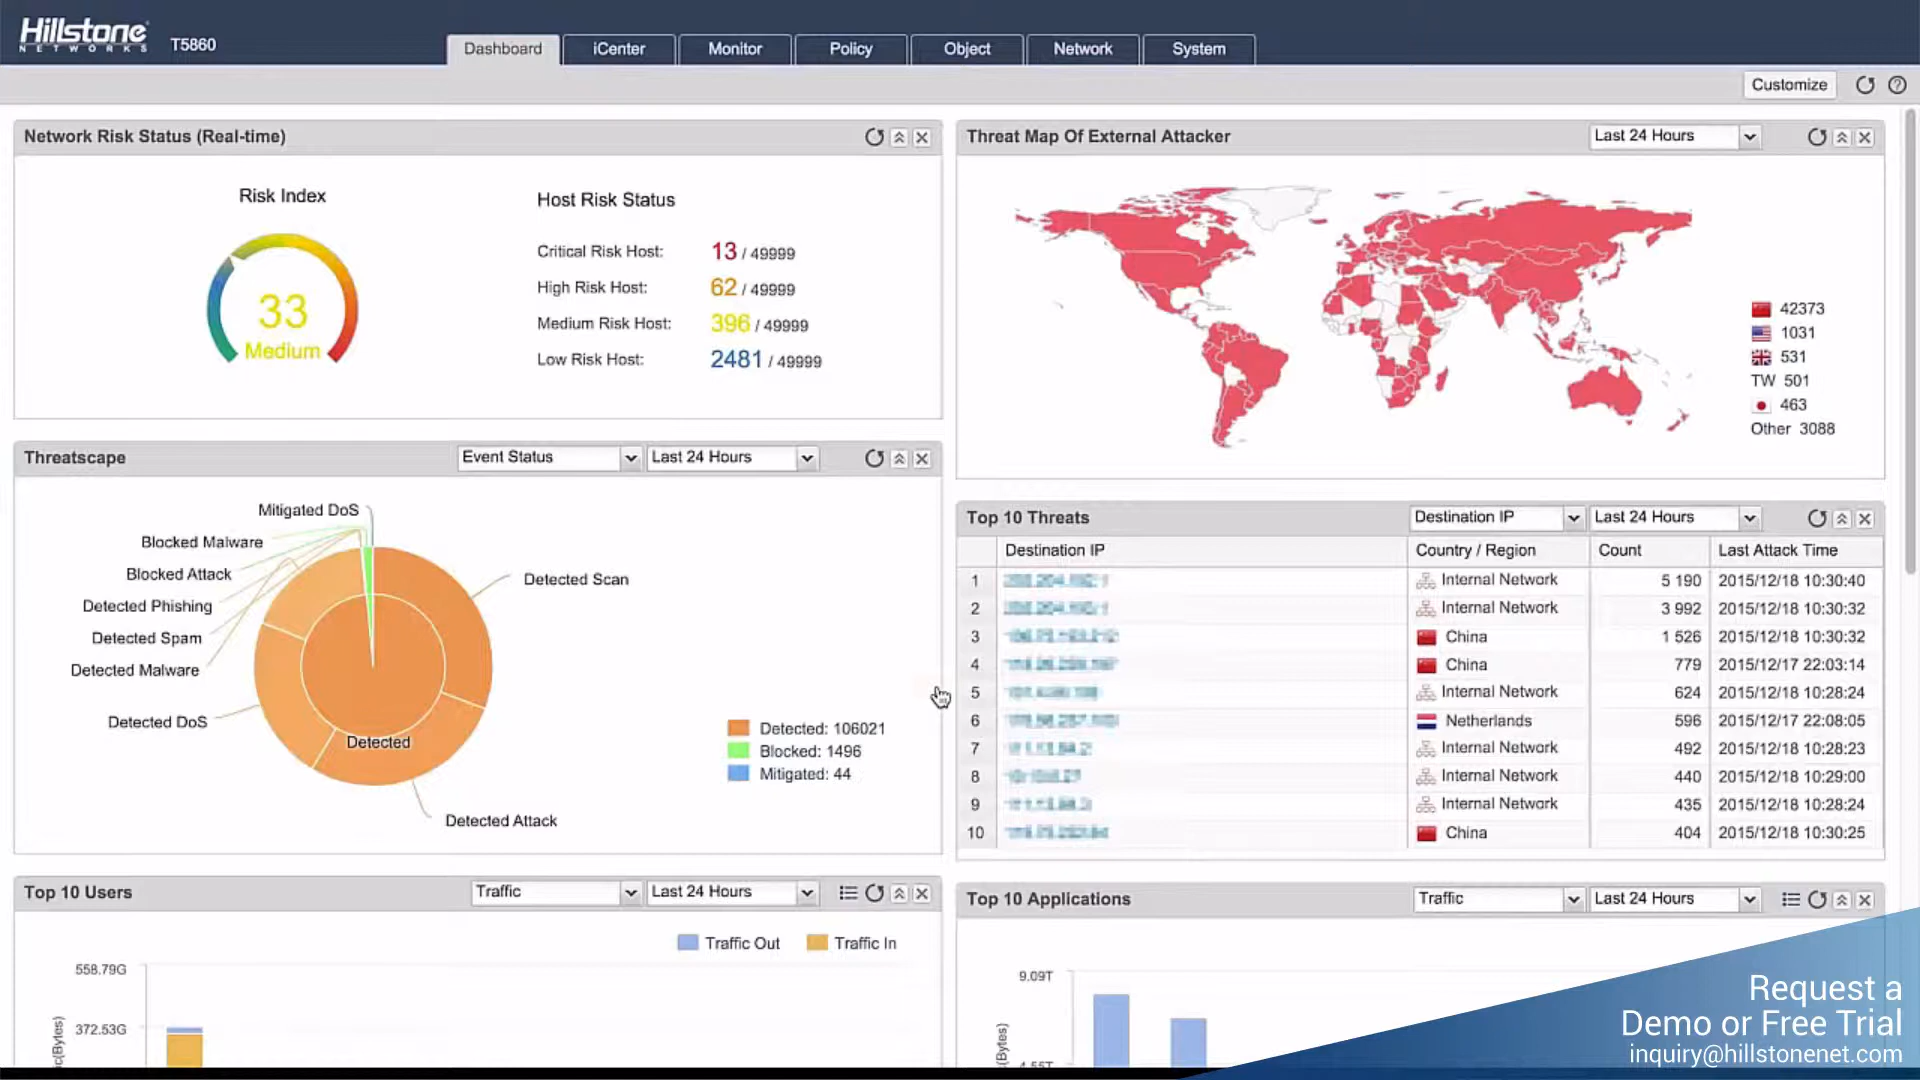 Hillstone
NETWORKS
T5860
Dashboard
iCenter
Monitor
Policy
Object
Network
System
Customize
Network Risk Status (Real-time)
Risk Index
33
Medium
Host Risk Status
Critical Risk Host: 13 / 49999
High Risk Host: 62 / 49999
Medium Risk Host: 396 / 49999
Low Risk Host: 2481 / 49999
Threat Map Of External Attacker
Last 24 Hours
42373
1031
531
TW 501
463
Other 3088
Threatscape
Event Status
Last 24 Hours
Mitigated DoS
Blocked Malware
Blocked Attack
Detected Phishing
Detected Spam
Detected Malware
Detected DoS
Detected Scan
Detected
Detected Attack
Detected: 106021
Blocked: 1496
Mitigated: 44
Top 10 Threats
Destination IP
Last 24 Hours
Destination IP Country / Region Count Last Attack Time
1 Internal Network 5 190 2015/12/18 10:30:40
2 Internal Network 3 992 2015/12/18 10:30:32
3 China 1 526 2015/12/18 10:30:32
4 China 779 2015/12/17 22:03:14
5 Internal Network 624 2015/12/18 10:28:24
6 Netherlands 596 2015/12/17 22:08:05
7 Internal Network 492 2015/12/18 10:28:23
8 Internal Network 440 2015/12/18 10:29:00
9 Internal Network 435 2015/12/18 10:28:24
10 China 404 2015/12/18 10:30:25
Top 10 Users
Traffic
Last 24 Hours
Traffic Out
Traffic In
558.79G
372.53G
(Bytes)
Top 10 Applications
Traffic
Last 24 Hours
9.09T
(Bytes)
Request a
Demo or Free Trial
inquiry@hillstonenet.com